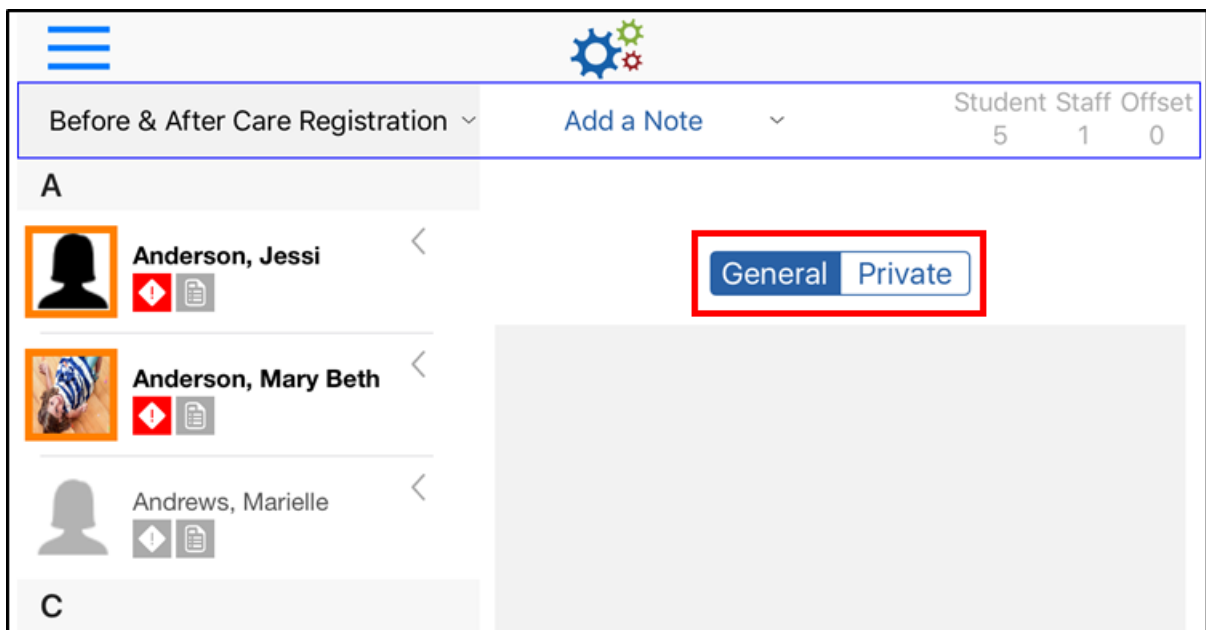 Before & After Care Registration
Add a Note
Student Staff Offset
5 1 0
A
General Private
Anderson, Jessi
Anderson, Mary Beth
Andrews, Marielle
C